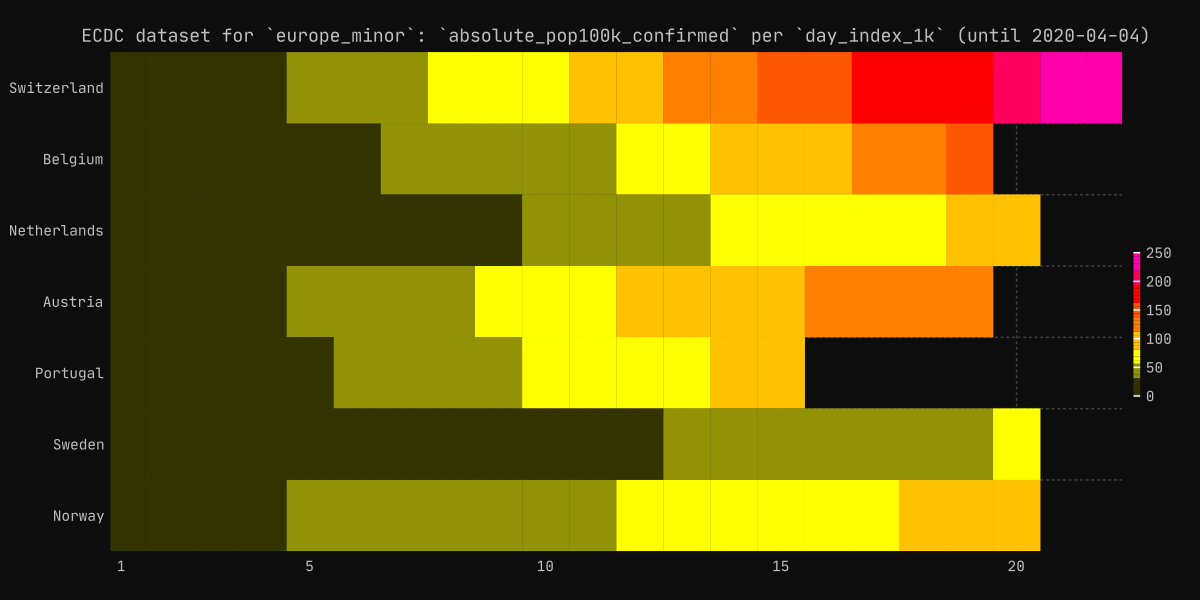 ECDC dataset for `europe_minor`: `absolute_pop100k_confirmed` per `day_index_1k` (until 2020-04-04)
Switzerland
Belgium
Netherlands
Austria
Portugal
Sweden
Norway
1 5 10 15 20
250
200
150
100
50
0